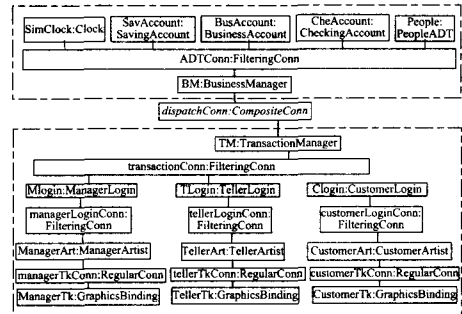 SimClock:Clock
SavAccount:
SavingAccount
BusAccount:
BusinessAccount
CheAccount:
CheckingAccount
People:
PeopleADT
ADTConn:FilteringConn
BM:BusinessManager
dispatchConn:CompositeConn
TM:TransactionManager
transactionConn:FilteringConn
Mlogin:ManagerLogin
TLogin:TellerLogin
Clogin:CustomerLogin
managerLoginConn:
FilteringConn
tellerLoginConn:
FilteringConn
customerLoginConn:
FilteringConn
ManagerArt:ManagerArtist
TellerArt:TellerArtist
CustomerArt:CustomerArtist
managerTkConn:RegularConn
tellerTkConn:RegularConn
customerTkConn:RegularConn
ManagerTk:GraphicsBinding
TellerTk:GraphicsBinding
CustomerTk:GraphicsBinding